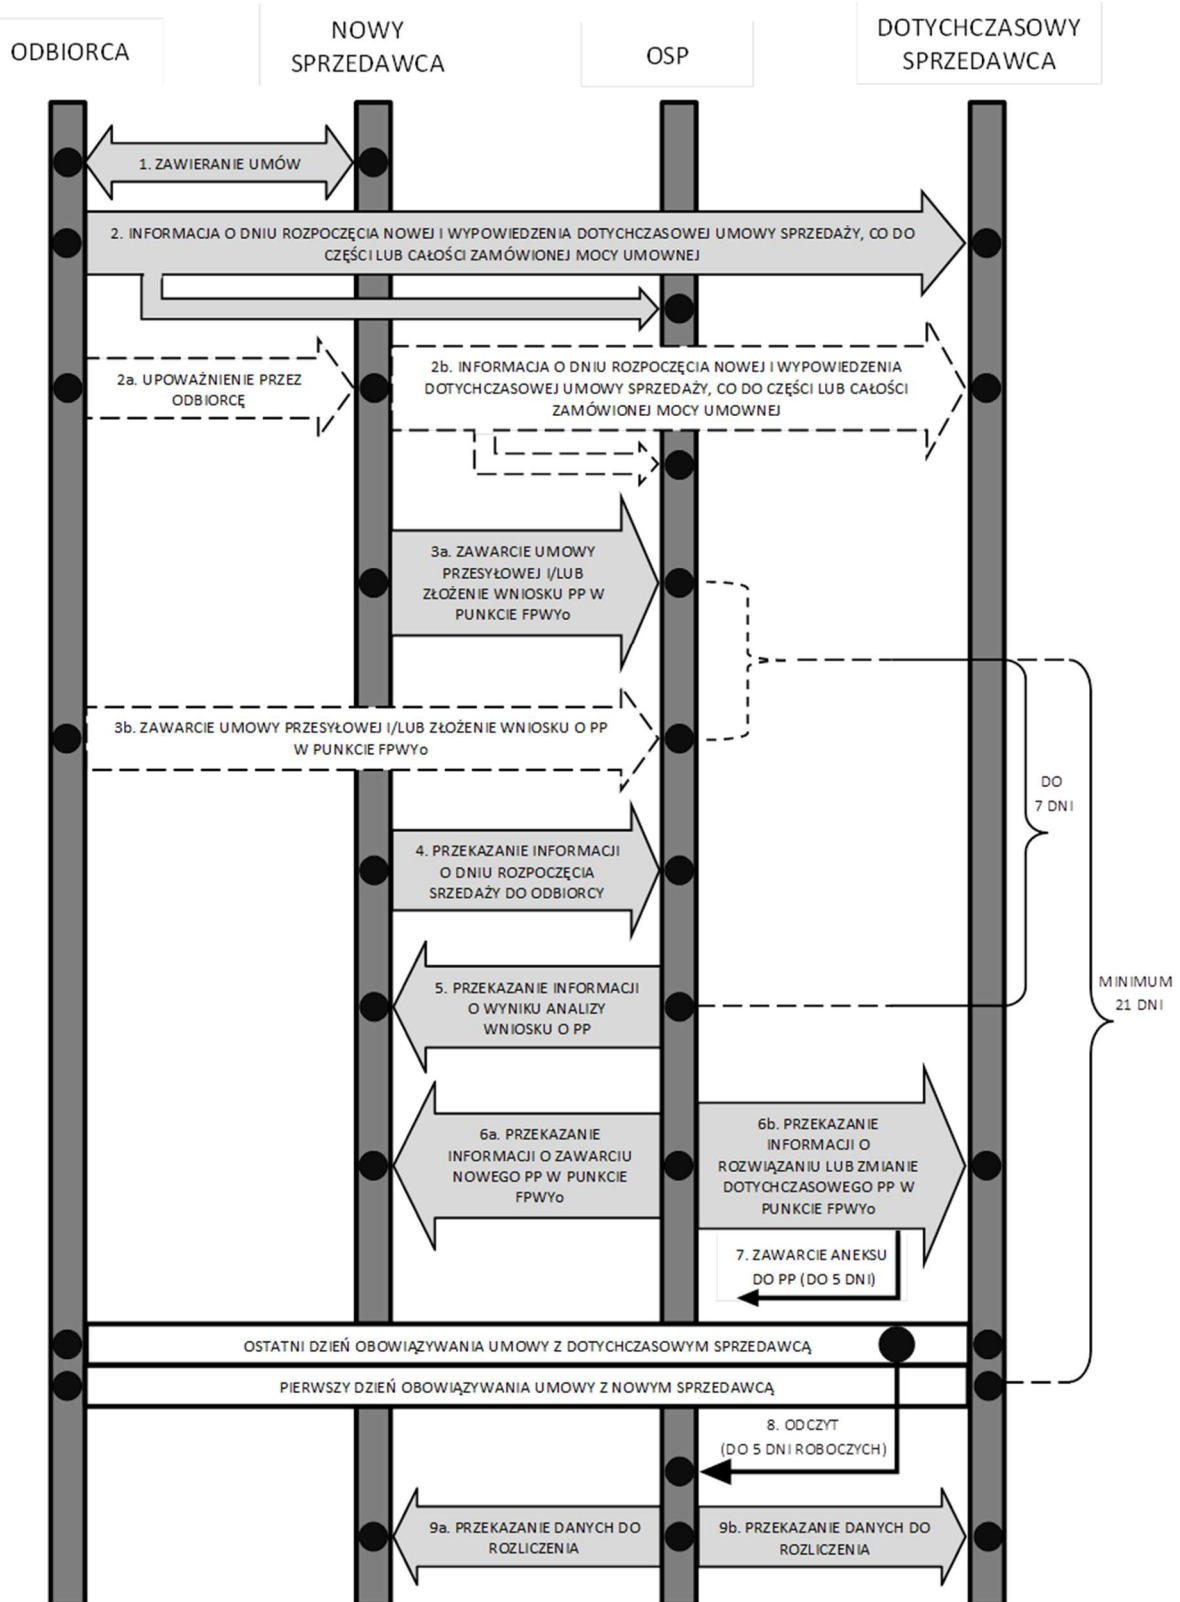 ODBIORCA
NOWY
SPRZEDAWCA
OSP
DOTYCHCZASOWY
SPRZEDAWCA
1. ZAWIERANIE UMÓW
2. INFORMACJA O DNIU ROZPOCZĘCIA NOWEJ I WYPOWIEDZENIA DOTYCHCZASOWEJ UMOWY SPRZEDAŻY, CO DO
CZĘŚCI LUB CAŁOŚCI ZAMÓWIONEJ MOCY UMOWNEJ
2a. UPOWAŻNIENIE PRZEZ
ODBIORCĘ
2b. INFORMACJA O DNIU ROZPOCZĘCIA NOWEJ I WYPOWIEDZENIA
DOTYCHCZASOWEJ UMOWY SPRZEDAŻY, CO DO CZĘŚCI LUB CAŁOŚCI
ZAMÓWIONEJ MOCY UMOWNEJ
3a. ZAWARCIE UMOWY
PRZESYŁOWEJ I/LUB
ZŁOŻENIE WNIOSKU PP W
PUNKCIE FPWYo
3b. ZAWARCIE UMOWY PRZESYŁOWEJ I/LUB ZŁOŻENIE WNIOSKU O PP
W PUNKCIE FPWYo
DO
7 DNI
4. PRZEKAZANIE INFORMACJI
O DNIU ROZPOCZĘCIA
SRZEDAŻY DO ODBIORCY
5. PRZEKAZANIE INFORMACJI
O WYNIKU ANALIZY
WNIOSKU O PP
MINIMUM
21 DNI
6a. PRZEKAZANIE
INFORMACJI O ZAWARCIU
NOWEGO PP W PUNKCIE
FPWYo
6b. PRZEKAZANIE
INFORMACJI O
ROZWIĄZANIU LUB ZMIANIE
DOTYCHCZASOWEGO PP W
PUNKCIE FPWYo
7. ZAWARCIE ANEKSU
DO PP (DO 5 DNI)
OSTATNI DZIEŃ OBOWIĄZYWANIA UMOWY Z DOTYCHCZASOWYM SPRZEDAWCĄ
PIERWSZY DZIEŃ OBOWIĄZYWANIA UMOWY Z NOWYM SPRZEDAWCĄ
8. ODCZYT
(DO 5 DNI ROBOCZYCH)
9a. PRZEKAZANIE DANYCH DO
ROZLICZENIA
9b. PRZEKAZANIE DANYCH DO
ROZLICZENIA